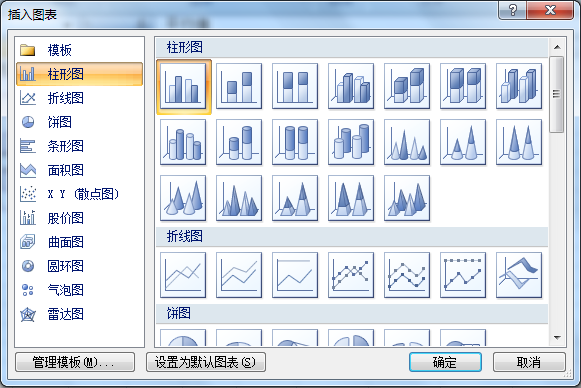 插入图表
模板
柱形图
折线图
饼图
条形图
面积图
X Y (散点图)
股价图
曲面图
圆环图
气泡图
雷达图
柱形图
折线图
饼图
管理模板(M)...
设置为默认图表(S)
确定
取消